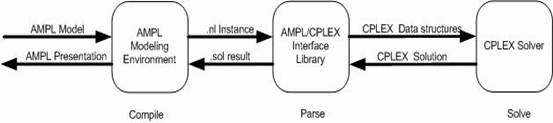 AMPL Model
AMPL Presentation
AMPL
Modeling
Environment
.nl Instance
.sol result
AMPL/CPLEX
Interface
Library
CPLEX Data structures
CPLEX Solution
CPLEX Solver
Compile
Parse
Solve